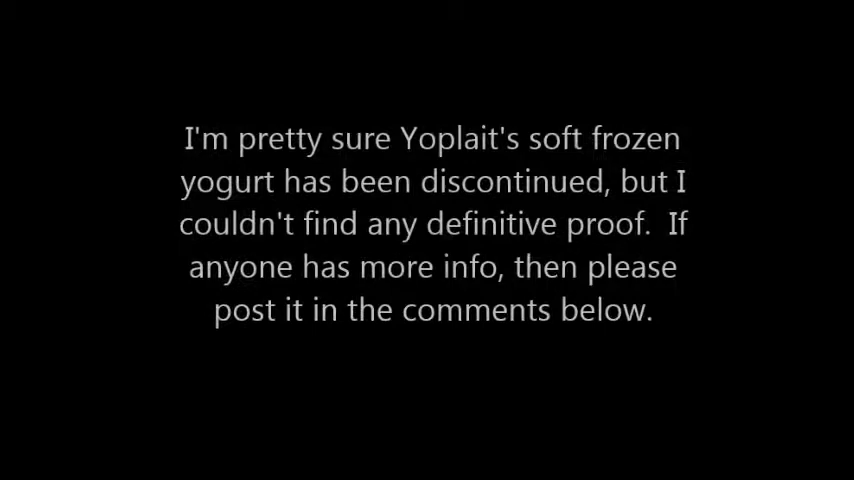 I'm pretty sure Yoplait's soft frozen
yogurt has been discontinued, but I
couldn't find any definitive proof.  If
anyone has more info, then please
post it in the comments below.